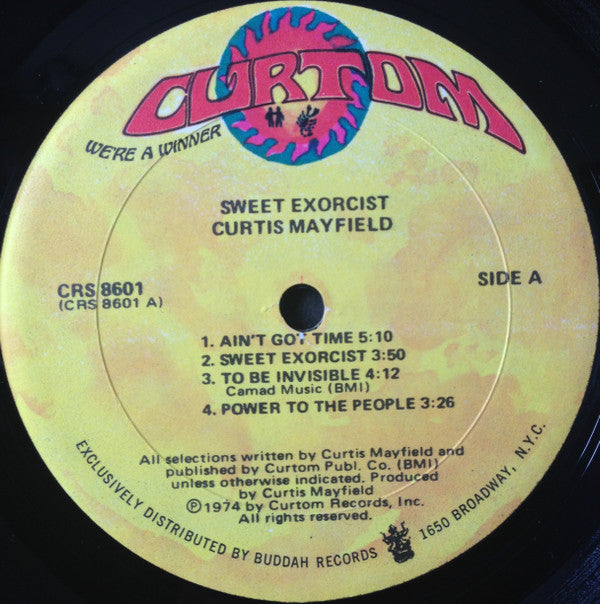 CURTOM
WE'RE A WINNER
SWEET EXORCIST
CURTIS MAYFIELD
CRS 8601
(CRS 8601 A)
SIDE A
1. AIN'T GOT TIME 5:10
2. SWEET EXORCIST 3:50
3. TO BE INVISIBLE 4:12
Camad Music (BMI)
4. POWER TO THE PEOPLE 3:26
All selections written by Curtis Mayfield and
published by Curtom Publ. Co. (BMI)
unless otherwise indicated. Produced
by Curtis Mayfield
Ⓟ1974 by Curtom Records, Inc.
All rights reserved.
EXCLUSIVELY DISTRIBUTED BY BUDDAH RECORDS 1650 BROADWAY, N.Y.C.